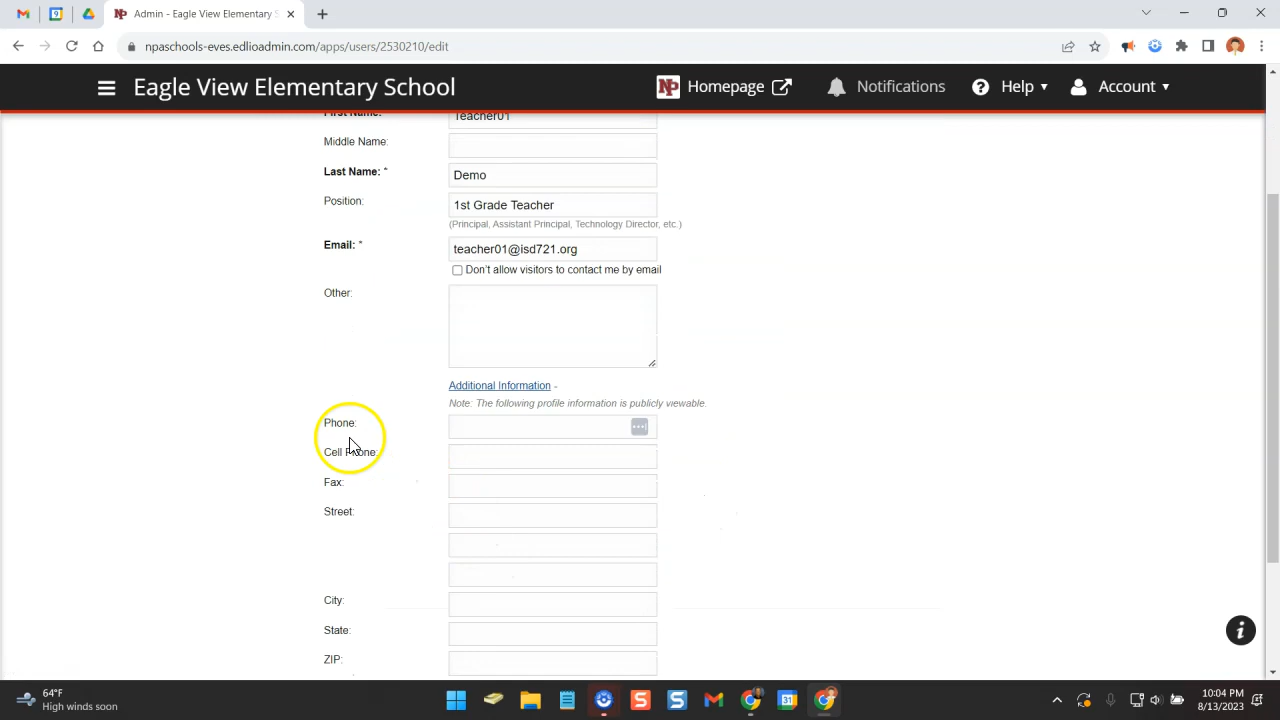 Admin - Eagle View Elementary S
npaschools-eves.edlioadmin.com/apps/users/2530210/edit
Eagle View Elementary School
NP Homepage
Notifications
Help
Account
First Name: Teacher01
Middle Name:
Last Name: * Demo
Position: 1st Grade Teacher
(Principal, Assistant Principal, Technology Director, etc.)
Email: * teacher01@isd721.org
Don't allow visitors to contact me by email
Other:
Additional Information -
Note: The following profile information is publicly viewable.
Phone:
Cell Phone:
Fax:
Street:
City:
State:
ZIP:
64°F
High winds soon
10:04 PM
8/13/2023